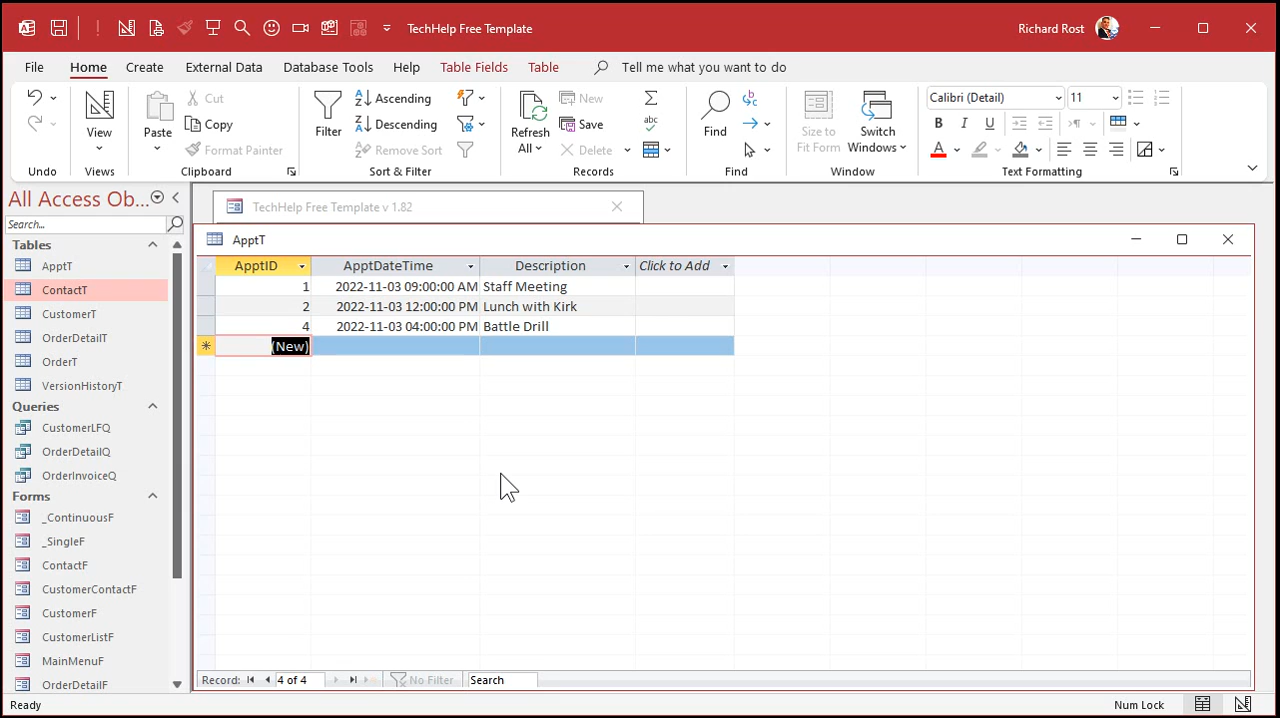 TechHelp Free Template
Richard Rost
File Home Create External Data Database Tools Help Table Fields Table Tell me what you want to do
View
Undo
Views
Paste
Cut
Copy
Format Painter
Clipboard
Filter
Ascending
Descending
Remove Sort
Sort & Filter
Refresh All
New
Save
Delete
Records
Find
Find
Size to Fit Form
Switch Windows
Window
Calibri (Detail) 11
B I U
A
Text Formatting
All Access Ob...
Search...
Tables
ApptT
ContactT
CustomerT
OrderDetailT
OrderT
VersionHistoryT
Queries
CustomerLFQ
OrderDetailQ
OrderInvoiceQ
Forms
_ContinuousF
_SingleF
ContactF
CustomerContactF
CustomerF
CustomerListF
MainMenuF
OrderDetailF
TechHelp Free Template v 1.82
ApptT
ApptID ApptDateTime Description Click to Add
1 2022-11-03 09:00:00 AM Staff Meeting
2 2022-11-03 12:00:00 PM Lunch with Kirk
4 2022-11-03 04:00:00 PM Battle Drill
(New)
Record: 4 of 4 No Filter Search
Ready
Num Lock